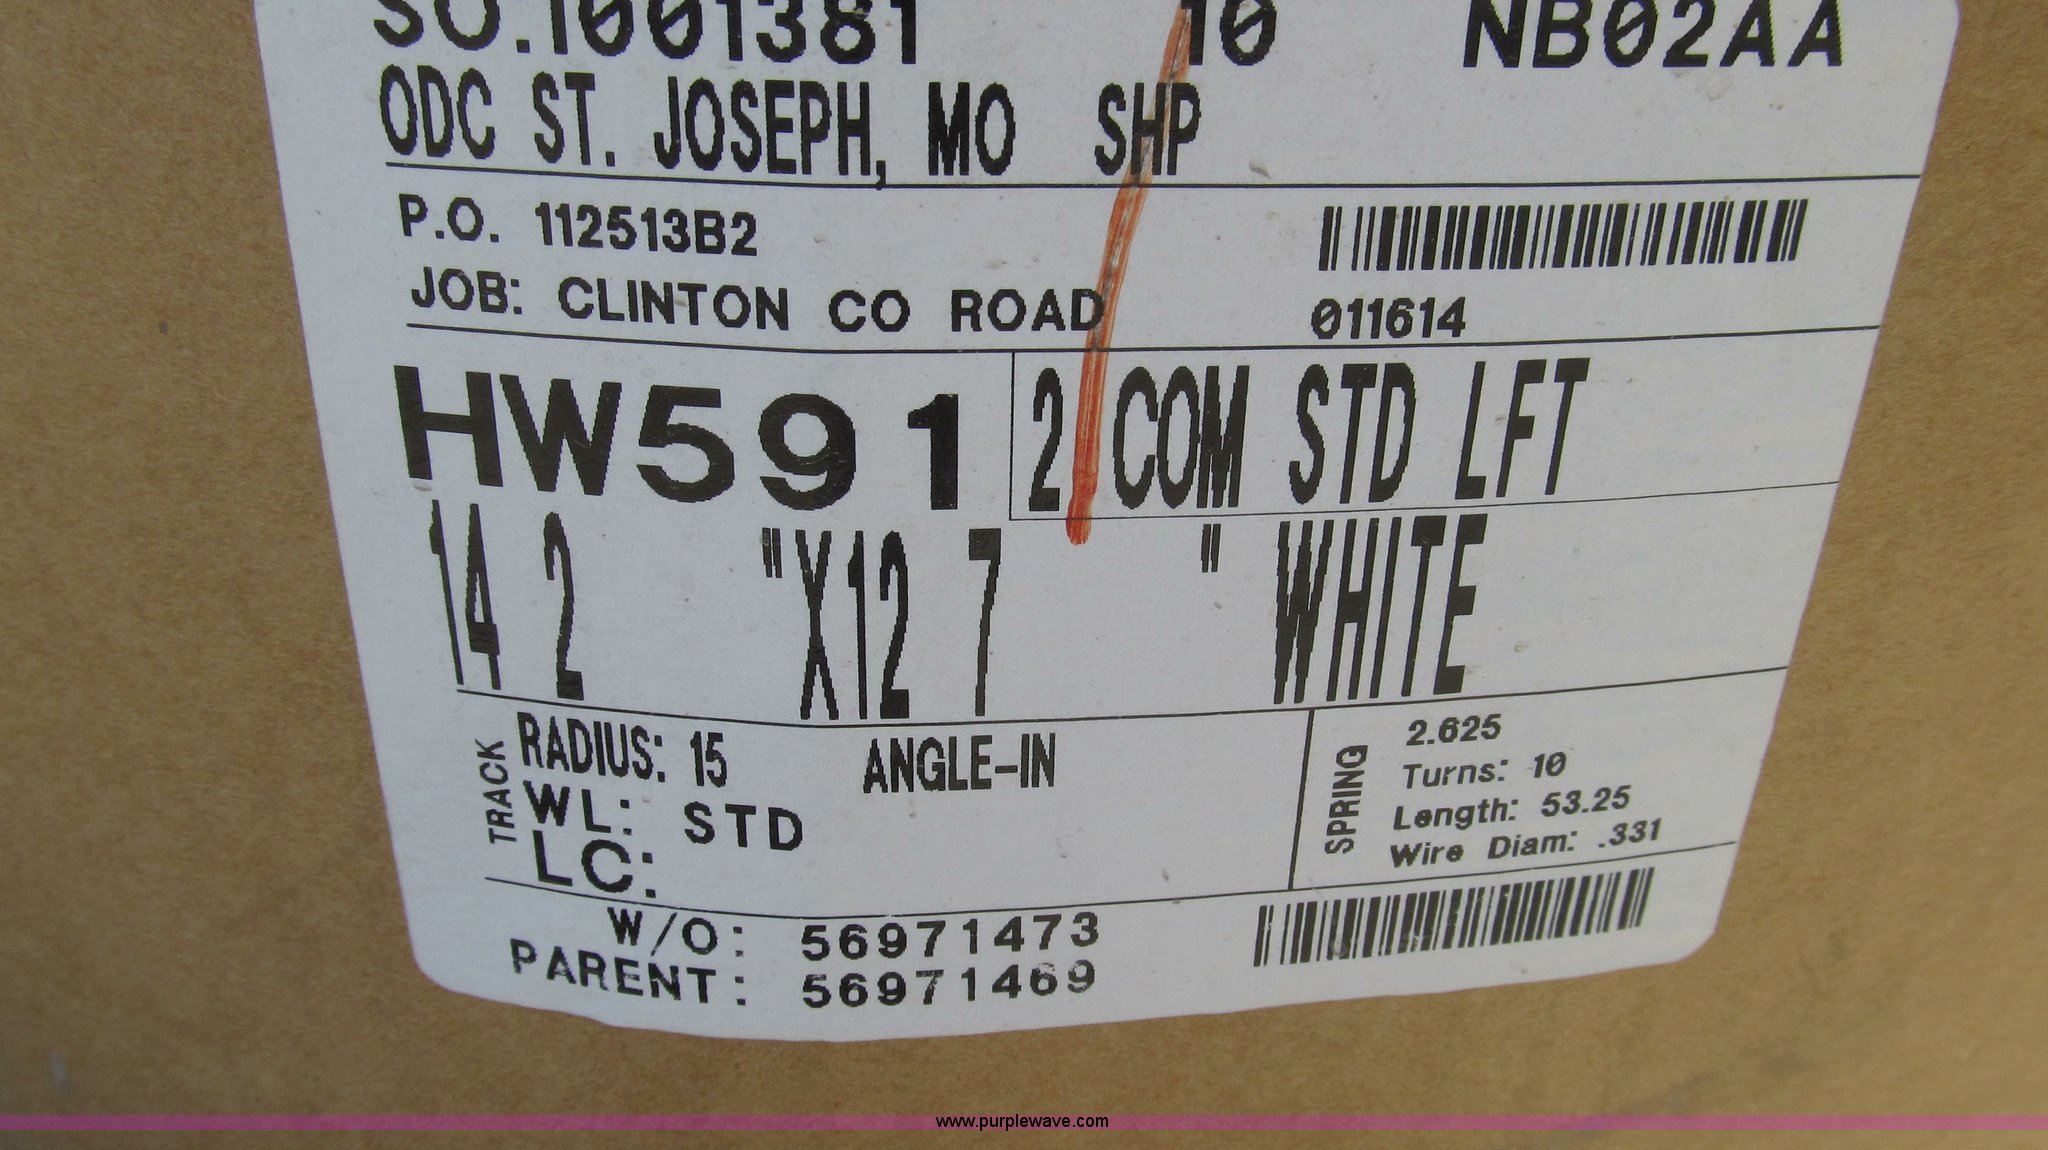 SO.1001381 10 NB02AA
ODC ST. JOSEPH, MO SHP
P.O. 112513B2
JOB: CLINTON CO ROAD 011614
HW591 2 COM STD LFT
14 2 "X12 7 " WHITE
TRACK
RADIUS: 15 ANGLE-IN
WL: STD
LC:
SPRING
2.625
Turns: 10
Length: 53.25
Wire Diam: .331
W/O: 56971473
PARENT: 56971469
www.purplewave.com